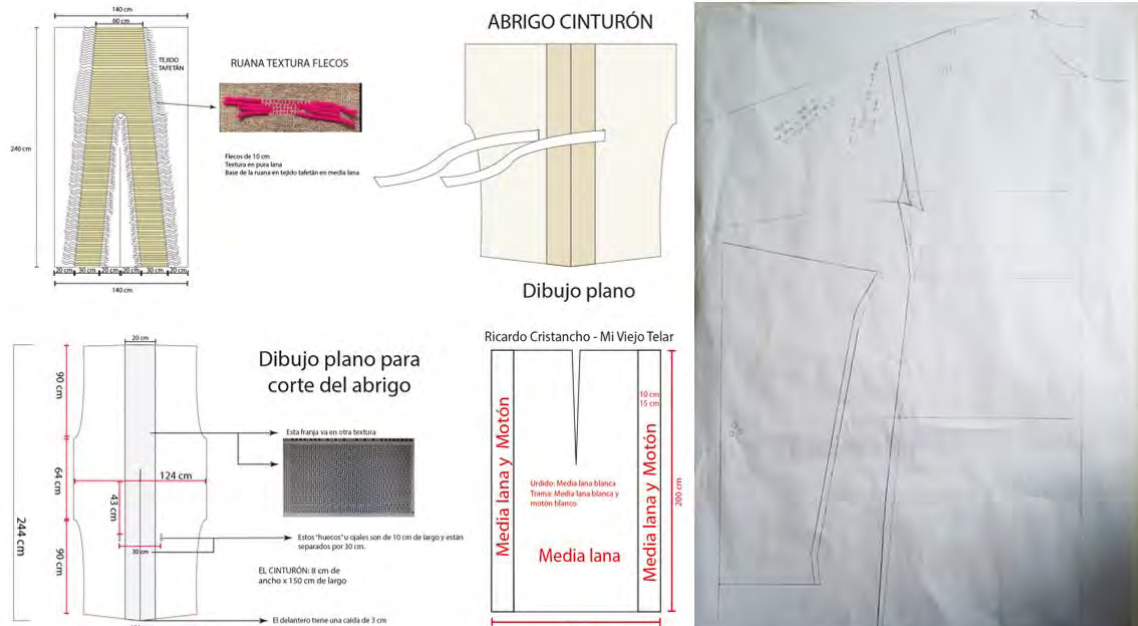 140 cm
60 cm
240 cm
TEJIDO
TAFETÁN
20 cm 30 cm 20 cm 20 cm 30 cm 20 cm
140 cm
RUANA TEXTURA FLECOS
Flecos de 10 cm
Textura en pura lana
Base de la ruana en tejido tafetán en media lana
ABRIGO CINTURÓN
Dibujo plano
20 cm
244 cm
90 cm
64 cm
90 cm
124 cm
43 cm
30 cm
Dibujo plano para
corte del abrigo
Esta franja va en otra textura
Estos "huecos" u ojales son de 10 cm de largo y están
separados por 30 cm.
EL CINTURÓN: 8 cm de
ancho x 150 cm de largo
El delantero tiene una caída de 3 cm
Ricardo Cristancho - Mi Viejo Telar
Media lana y Motón
10 cm
15 cm
Urdido: Media lana blanca
Trama: Media lana blanca y
motón blanco
Media lana
Media lana y Motón
200 cm